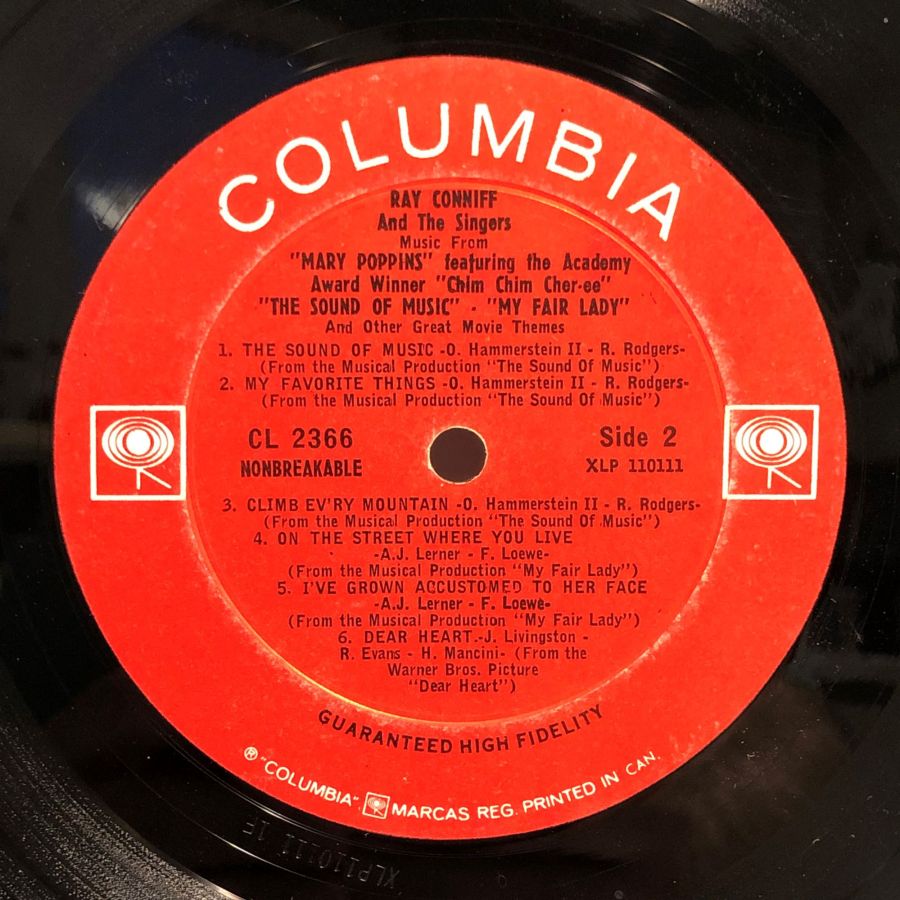 COLUMBIA
RAY CONNIFF
And The Singers
Music From
"MARY POPPINS" featuring the Academy
Award Winner "Chim Chim Cher-ee"
"THE SOUND OF MUSIC" - "MY FAIR LADY"
And Other Great Movie Themes
1. THE SOUND OF MUSIC -O. Hammerstein II - R. Rodgers-
(From the Musical Production "The Sound Of Music")
2. MY FAVORITE THINGS -O. Hammerstein II - R. Rodgers-
(From the Musical Production "The Sound Of Music")
CL 2366 Side 2
NONBREAKABLE XLP 110111
3. CLIMB EV'RY MOUNTAIN -O. Hammerstein II - R. Rodgers-
(From the Musical Production "The Sound Of Music")
4. ON THE STREET WHERE YOU LIVE
-A.J. Lerner - F. Loewe-
(From the Musical Production "My Fair Lady")
5. I'VE GROWN ACCUSTOMED TO HER FACE
-A.J. Lerner - F. Loewe-
(From the Musical Production "My Fair Lady")
6. DEAR HEART.-J. Livingston -
R. Evans - H. Mancini- (From the
Warner Bros. Picture
"Dear Heart")
GUARANTEED HIGH FIDELITY
® "COLUMBIA" MARCAS REG. PRINTED IN CAN.
XLP110111 1F